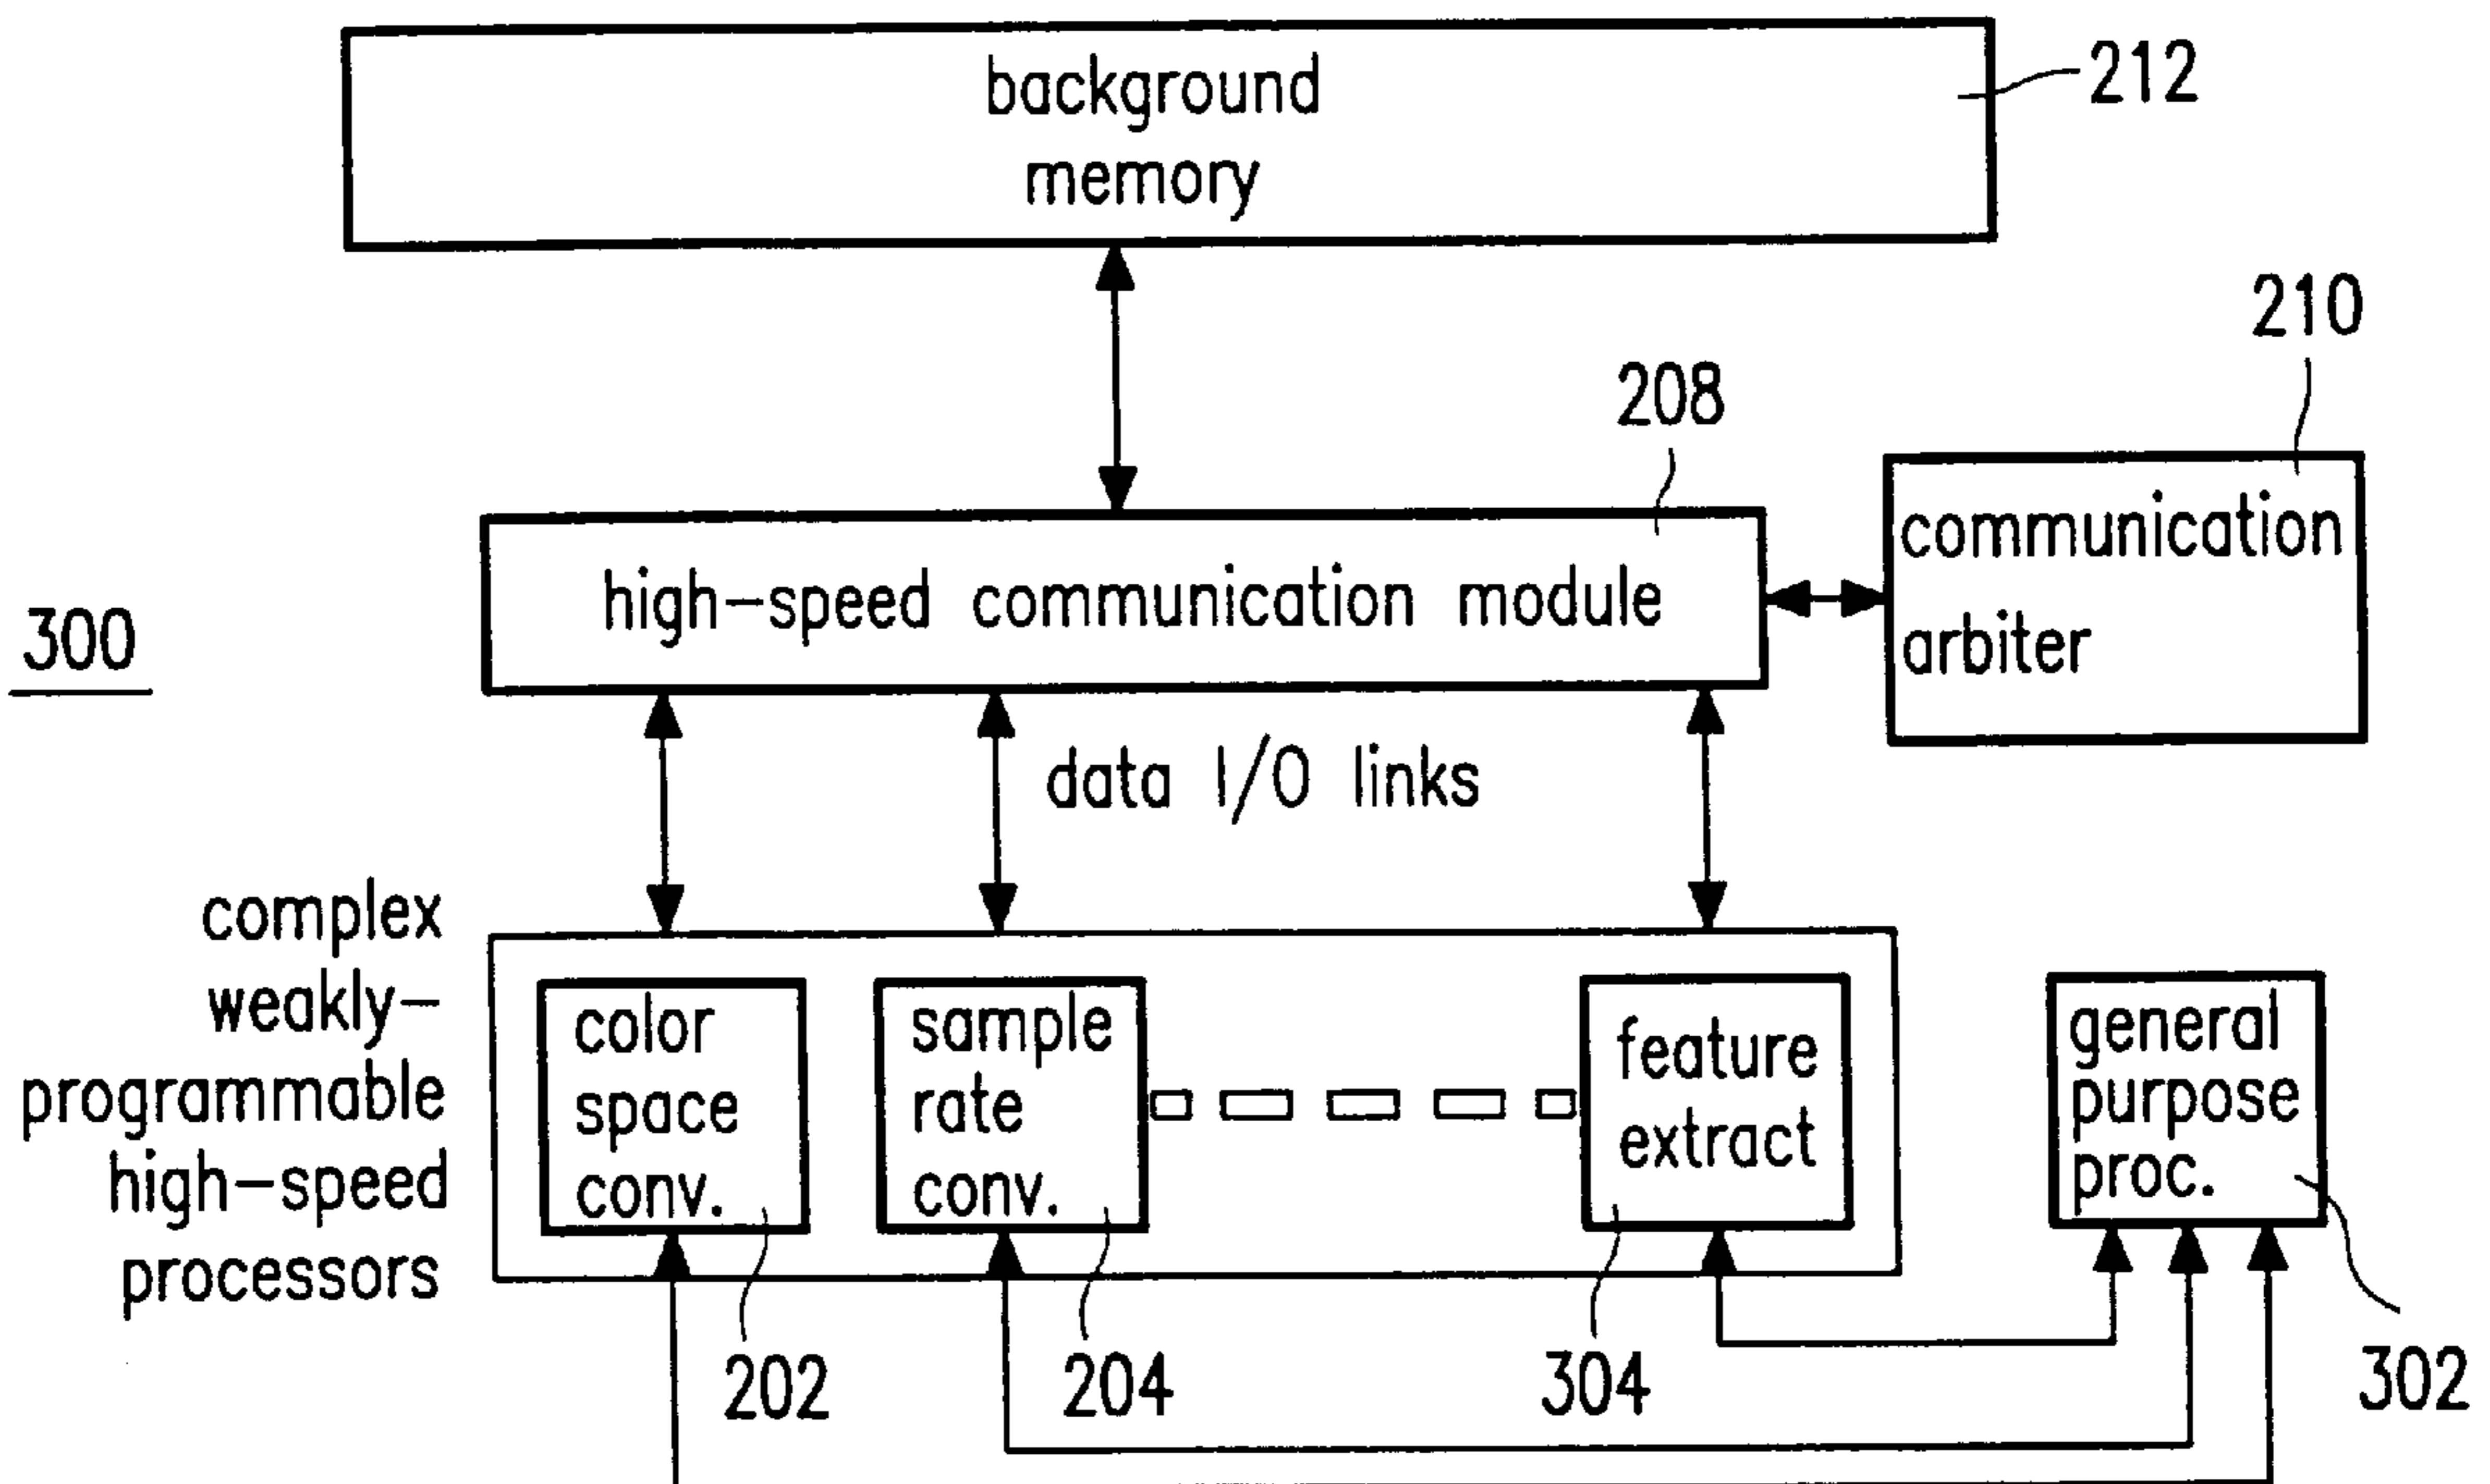 background
memory
212
210
208
high-speed communication module
communication
arbiter
300
data I/O links
complex
weakly-
programmable
high-speed
processors
color
space
conv.
sample
rate
conv.
feature
extract
general
purpose
proc.
202
204
304
302